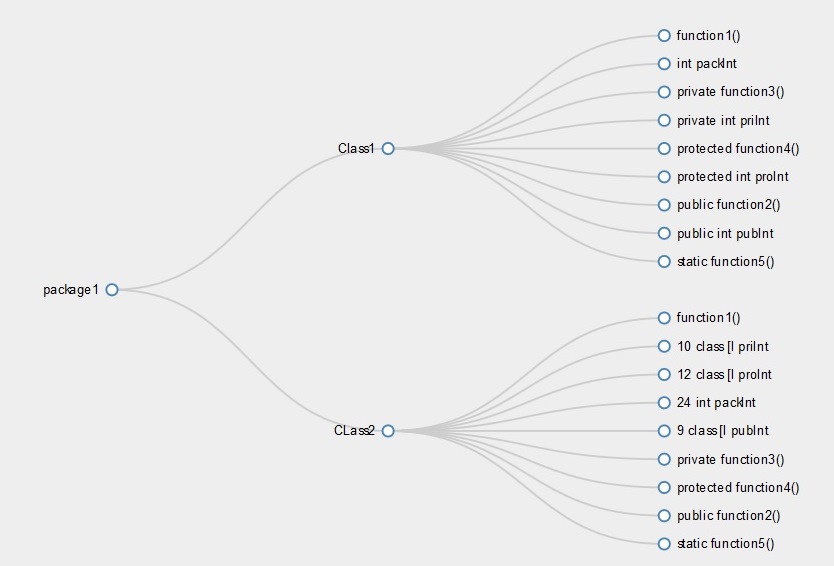 function1()
int packInt
private function3()
private int priInt
Class1
protected function4()
protected int proInt
public function2()
public int pubInt
static function5()
package1
function1()
10 class[I priInt
12 class[I proInt
24 int packInt
CLass2
9 class[I pubInt
private function3()
protected function4()
public function2()
static function5()